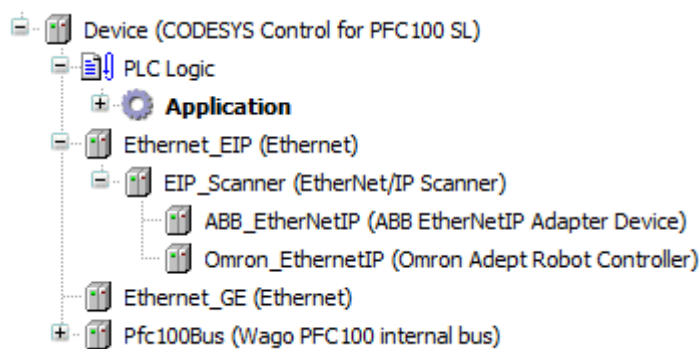 Device (CODESYS Control for PFC100 SL)
PLC Logic
Application
Ethernet_EIP (Ethernet)
EIP_Scanner (EtherNet/IP Scanner)
ABB_EtherNetIP (ABB EtherNetIP Adapter Device)
Omron_EthernetIP (Omron Adept Robot Controller)
Ethernet_GE (Ethernet)
Pfc100Bus (Wago PFC100 internal bus)